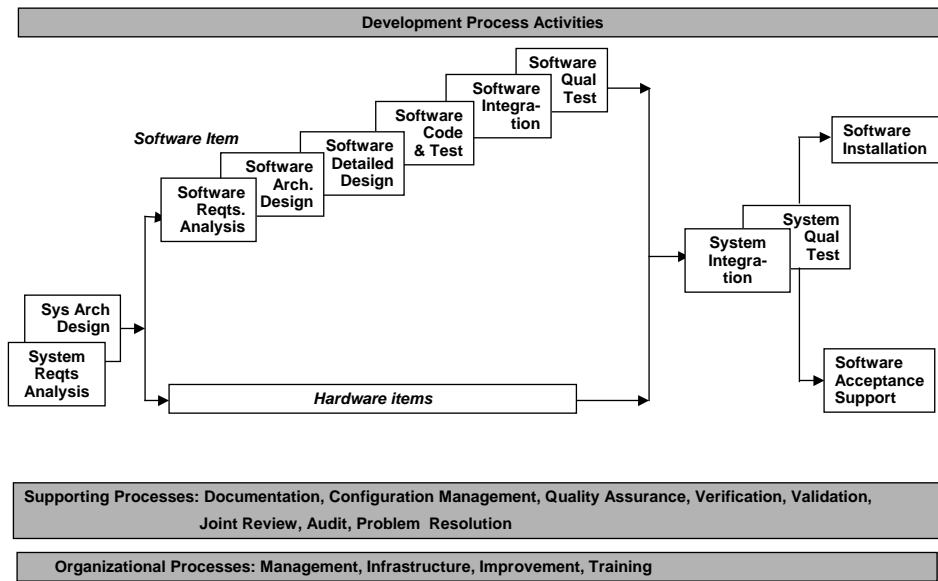 Development Process Activities
Software
Qual
Test
Software
Integra-
tion
Software
Code
& Test
Software
Detailed
Design
Software Item
Software
Arch.
Design
Software
Reqts.
Analysis
Software
Installation
System
Qual
Test
System
Integra-
tion
Sys Arch
Design
System
Reqts
Analysis
Hardware items
Software
Acceptance
Support
Supporting Processes: Documentation, Configuration Management, Quality Assurance, Verification, Validation,
Joint Review, Audit, Problem Resolution
Organizational Processes: Management, Infrastructure, Improvement, Training